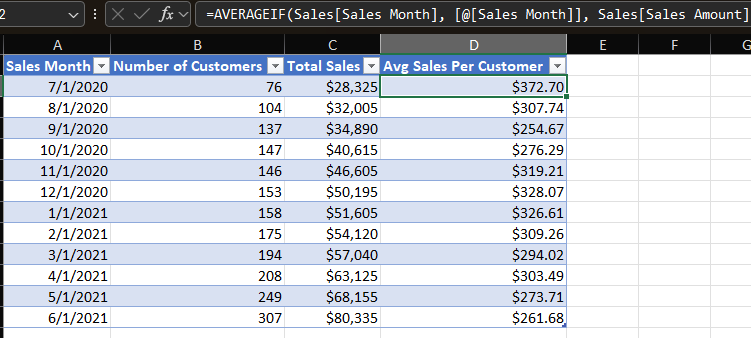 2 fx =AVERAGEIF(Sales[Sales Month], [@[Sales Month]], Sales[Sales Amount]
A B C D E F G
Sales Month Number of Customers Total Sales Avg Sales Per Customer
7/1/2020 76 $28,325 $372.70
8/1/2020 104 $32,005 $307.74
9/1/2020 137 $34,890 $254.67
10/1/2020 147 $40,615 $276.29
11/1/2020 146 $46,605 $319.21
12/1/2020 153 $50,195 $328.07
1/1/2021 158 $51,605 $326.61
2/1/2021 175 $54,120 $309.26
3/1/2021 194 $57,040 $294.02
4/1/2021 208 $63,125 $303.49
5/1/2021 249 $68,155 $273.71
6/1/2021 307 $80,335 $261.68